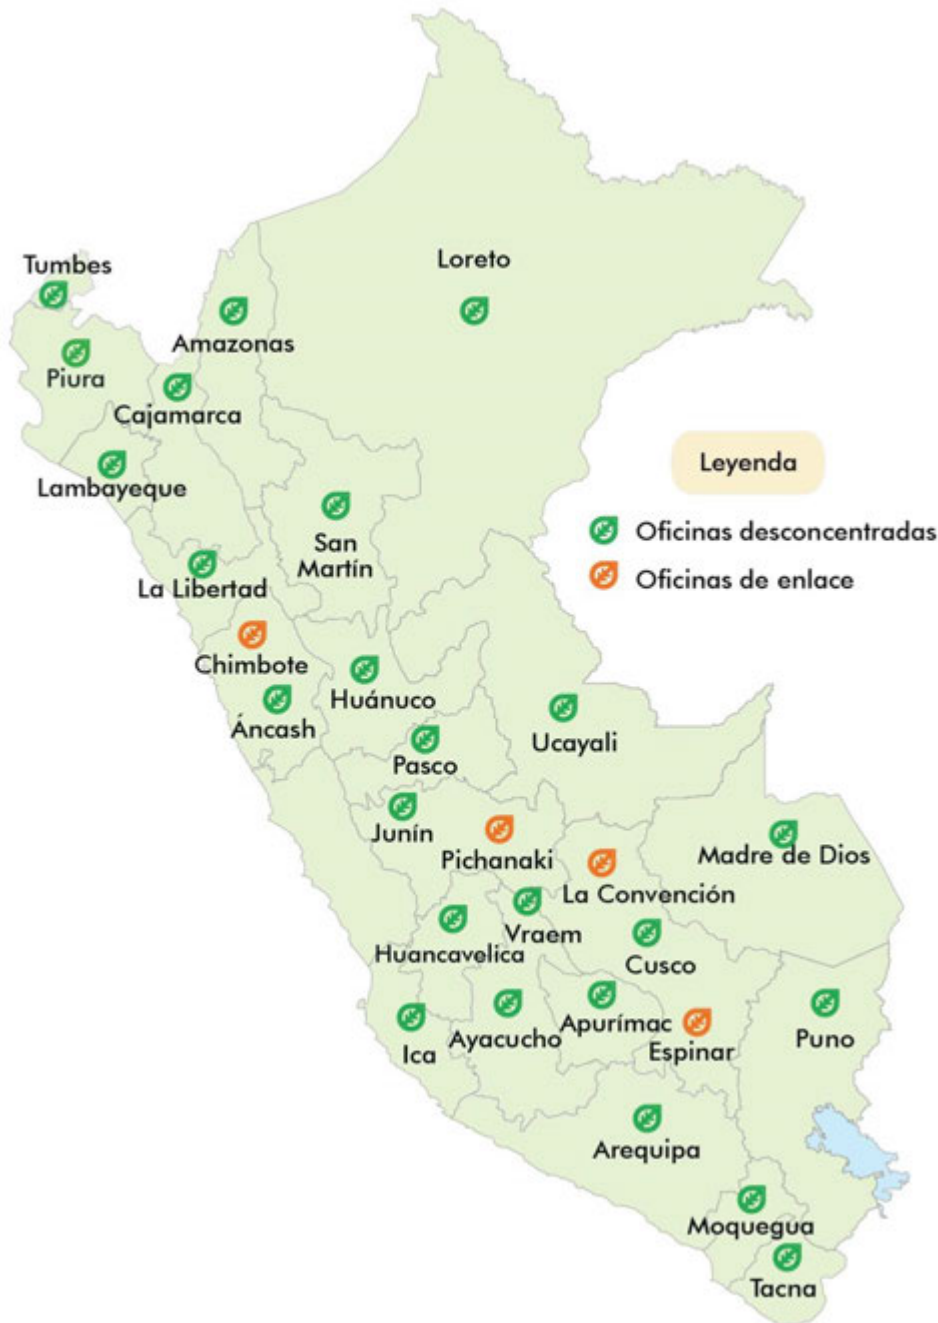 Loreto
Tumbes
Amazonas
Piura
Cajamarca
Leyenda
Lambayeque
Oficinas desconcentradas
San
Martín
Oficinas de enlace
La Libertad
Chimbote
Huánuco
Áncash
Ucayali
Pasco
Junín
Pichanaki
Madre de Dios
La Convención
Vraem
Huancavelica
Cusco
Apurímac
Ayacucho
Espinar
Puno
Ica
Arequipa
Moquegua
Tacna